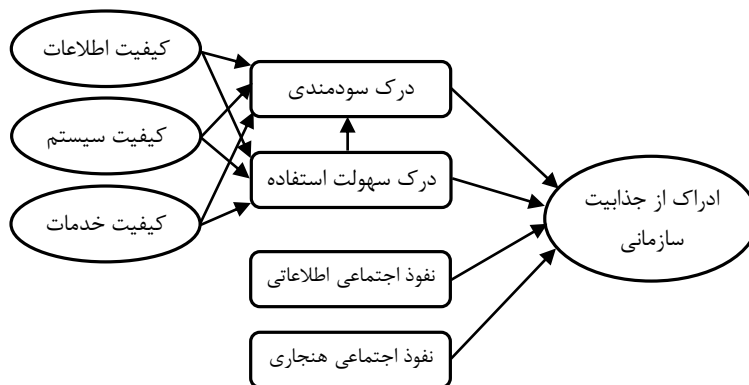 کیفیت اطلاعات
درک سودمندی
کیفیت سیستم
درک سهولت استفاده
ادراک از جذابیت
سازمانی
کیفیت خدمات
نفوذ اجتماعی اطلاعاتی
نفوذ اجتماعی هنجاری